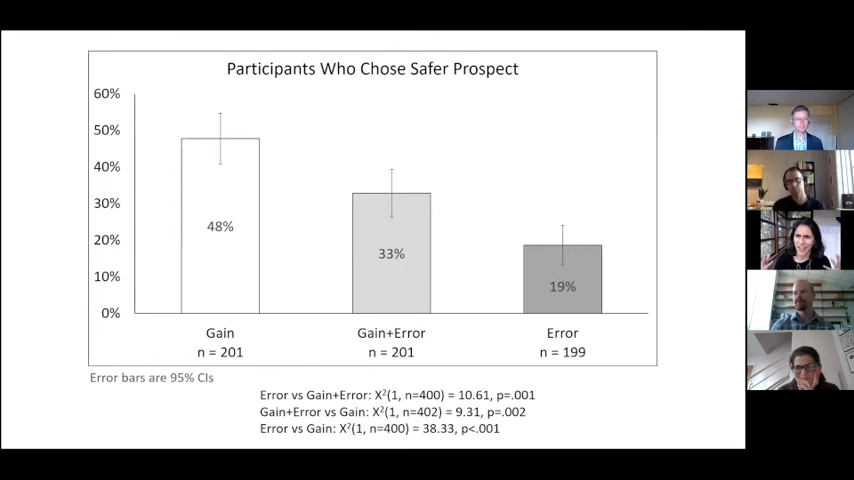 Participants Who Chose Safer Prospect
60%
50%
40%
30%
20%
10%
0%
48%
33%
19%
Gain
n = 201
Gain+Error
n = 201
Error
n = 199
Error bars are 95% CIs
Error vs Gain+Error: X²(1, n=400) = 10.61, p=.001
Gain+Error vs Gain: X²(1, n=402) = 9.31, p=.002
Error vs Gain: X²(1, n=400) = 38.33, p<.001